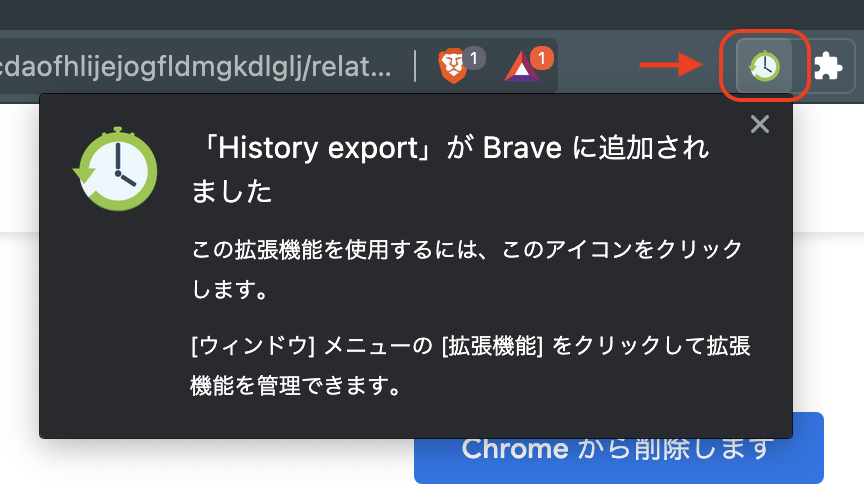 cdaofhlijejogfldmgkdlglj/relat...
1
1
「History export」が Brave に追加され
ました
この拡張機能を使用するには、このアイコンをクリック
します。
[ウィンドウ] メニューの [拡張機能] をクリックして拡張
機能を管理できます。
Chrome から削除します